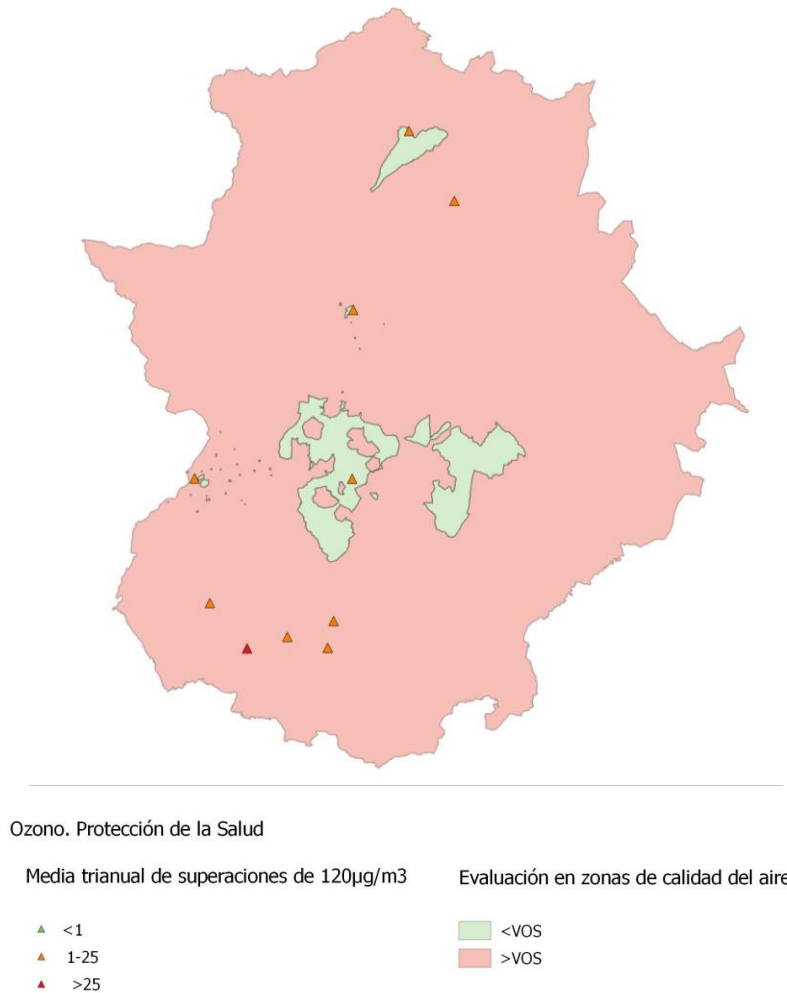 Ozono. Protección de la Salud
Media trianual de superaciones de 120µg/m3
Evaluación en zonas de calidad del aire
<1
1-25
>25
<VOS
>VOS